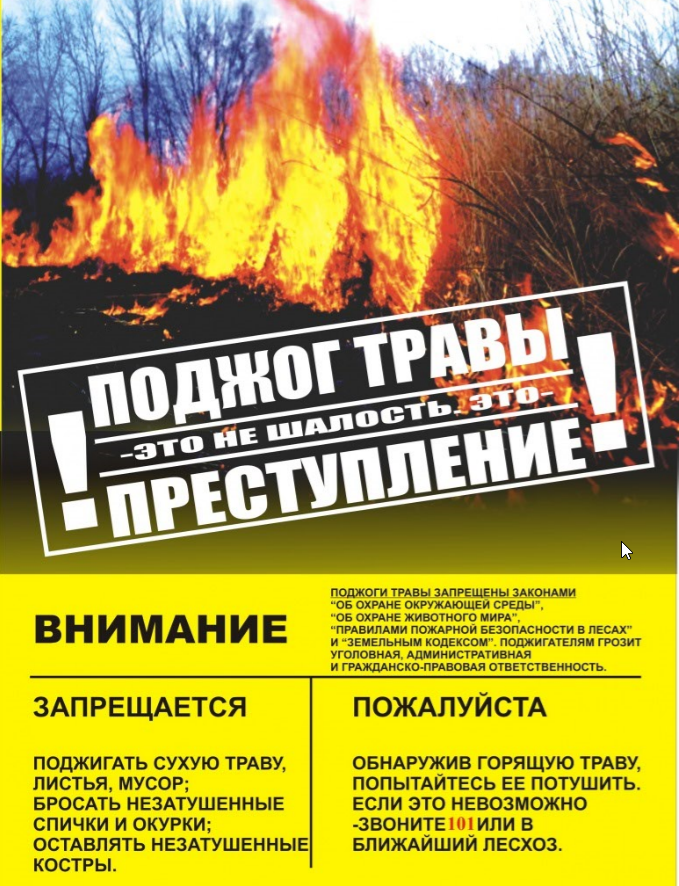 ПОДЖОГ ТРАВЫ
-ЭТО НЕ ШАЛОСТЬ, ЭТО-
! ПРЕСТУПЛЕНИЕ !
ВНИМАНИЕ
ПОДЖОГИ ТРАВЫ ЗАПРЕЩЕНЫ ЗАКОНАМИ
“ОБ ОХРАНЕ ОКРУЖАЮЩЕЙ СРЕДЫ”,
“ОБ ОХРАНЕ ЖИВОТНОГО МИРА”,
“ПРАВИЛАМИ ПОЖАРНОЙ БЕЗОПАСНОСТИ В ЛЕСАХ”
И “ЗЕМЕЛЬНЫМ КОДЕКСОМ”. ПОДЖИГАТЕЛЯМ ГРОЗИТ
УГОЛОВНАЯ, АДМИНИСТРАТИВНАЯ
И ГРАЖДАНСКО-ПРАВОВАЯ ОТВЕТСТВЕННОСТЬ.
ЗАПРЕЩАЕТСЯ
ПОДЖИГАТЬ СУХУЮ ТРАВУ,
ЛИСТЬЯ, МУСОР;
БРОСАТЬ НЕЗАТУШЕННЫЕ
СПИЧКИ И ОКУРКИ;
ОСТАВЛЯТЬ НЕЗАТУШЕННЫЕ
КОСТРЫ.
ПОЖАЛУЙСТА
ОБНАРУЖИВ ГОРЯЩУЮ ТРАВУ,
ПОПЫТАЙТЕСЬ ЕЕ ПОТУШИТЬ.
ЕСЛИ ЭТО НЕВОЗМОЖНО
-ЗВОНИТЕ 101 ИЛИ В
БЛИЖАЙШИЙ ЛЕСХОЗ.